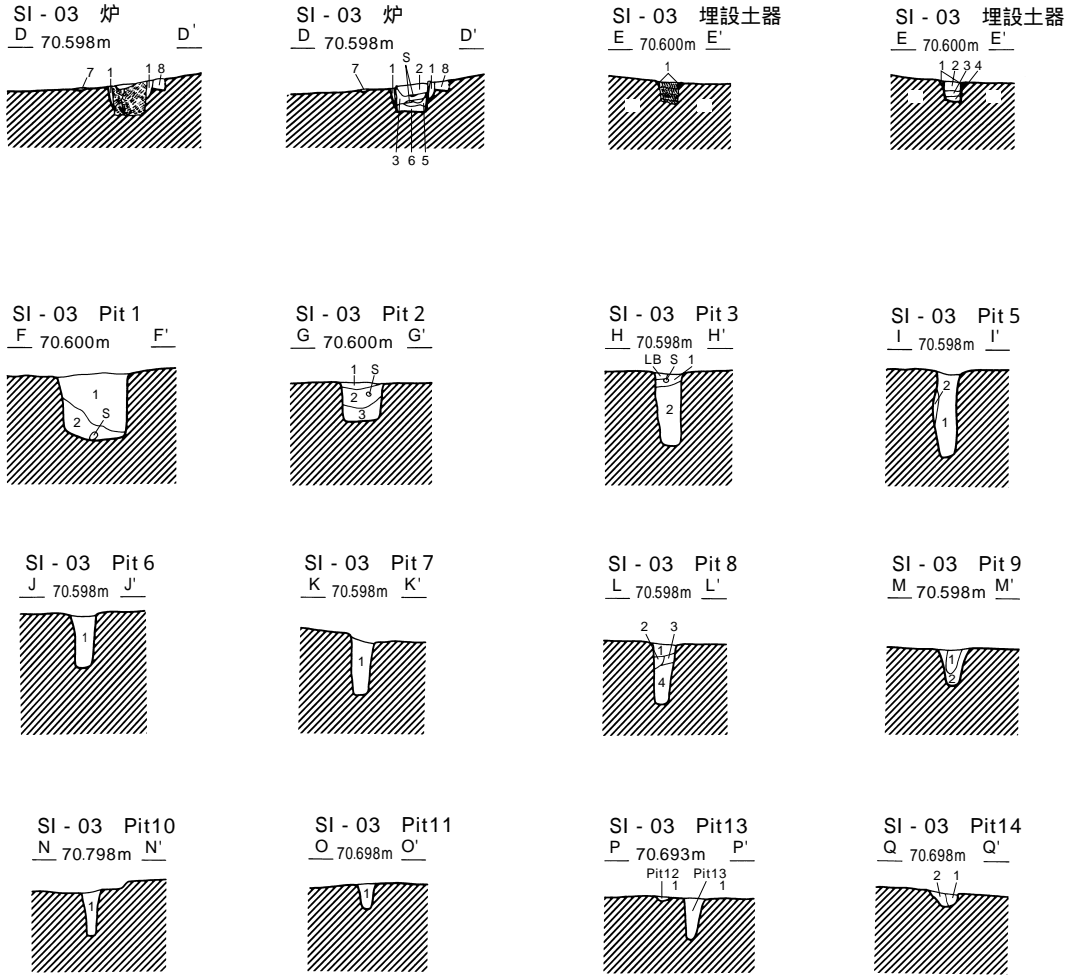 SI - 03 炉
D 70.598m D'
7 1 1 8
SI - 03 炉
D 70.598m D'
S
7 1 2 1 8
3 6 5
SI - 03 埋設土器
E 70.600m E'
1
SI - 03 埋設土器
E 70.600m E'
1 2 3 4
SI - 03 Pit 1
F 70.600m F'
1
S
2
SI - 03 Pit 2
G 70.600m G'
1 S
2
3
SI - 03 Pit 3
H 70.598m H'
LB S 1
2
SI - 03 Pit 5
I 70.598m I'
2
1
SI - 03 Pit 6
J 70.598m J'
1
SI - 03 Pit 7
K 70.598m K'
1
SI - 03 Pit 8
L 70.598m L'
2 3
1
4
SI - 03 Pit 9
M 70.598m M'
1
2
SI - 03 Pit10
N 70.798m N'
1
SI - 03 Pit11
O 70.698m O'
1
SI - 03 Pit13
P 70.693m P'
Pit12 Pit13
1 1
SI - 03 Pit14
Q 70.698m Q'
2 1